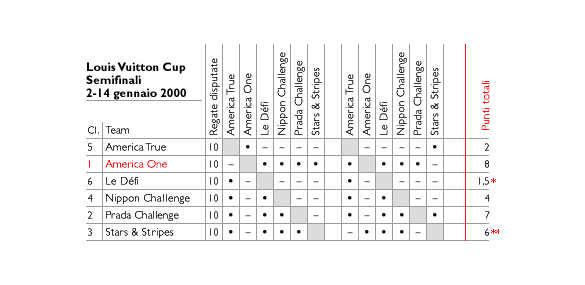 Louis Vuitton Cup
Semifinali
2-14 gennaio 2000
Cl. Team
Regate disputate
America True
America One
Le Défi
Nippon Challenge
Prada Challenge
Stars & Stripes
America True
America One
Le Défi
Nippon Challenge
Prada Challenge
Stars & Stripes
Punti totali
5 America True 10 • – – – – – – – – • 2
1 America One 10 – • • • • • • • • – 8
6 Le Défi 10 • – – – – • – – – – 1,5*
4 Nippon Challenge 10 • – • – – • – • – – 4
2 Prada Challenge 10 • – • • – • – • • • 7
3 Stars & Stripes 10 • – • • • – • • • – 6**